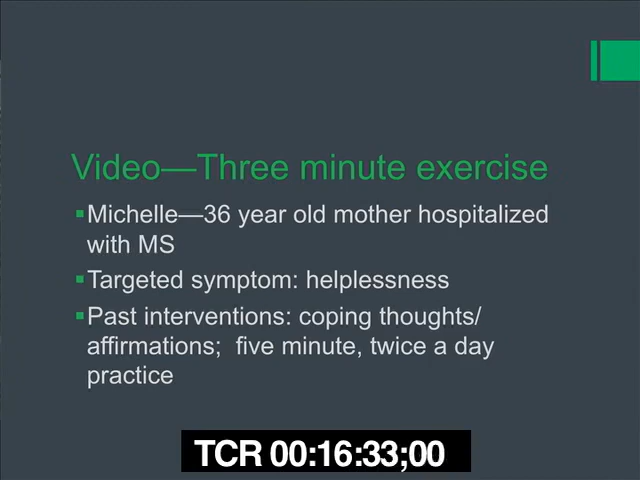 Video—Three minute exercise
▪Michelle—36 year old mother hospitalized
with MS
▪Targeted symptom: helplessness
▪Past interventions: coping thoughts/
affirmations;  five minute, twice a day
practice
TCR 00:16:33;00